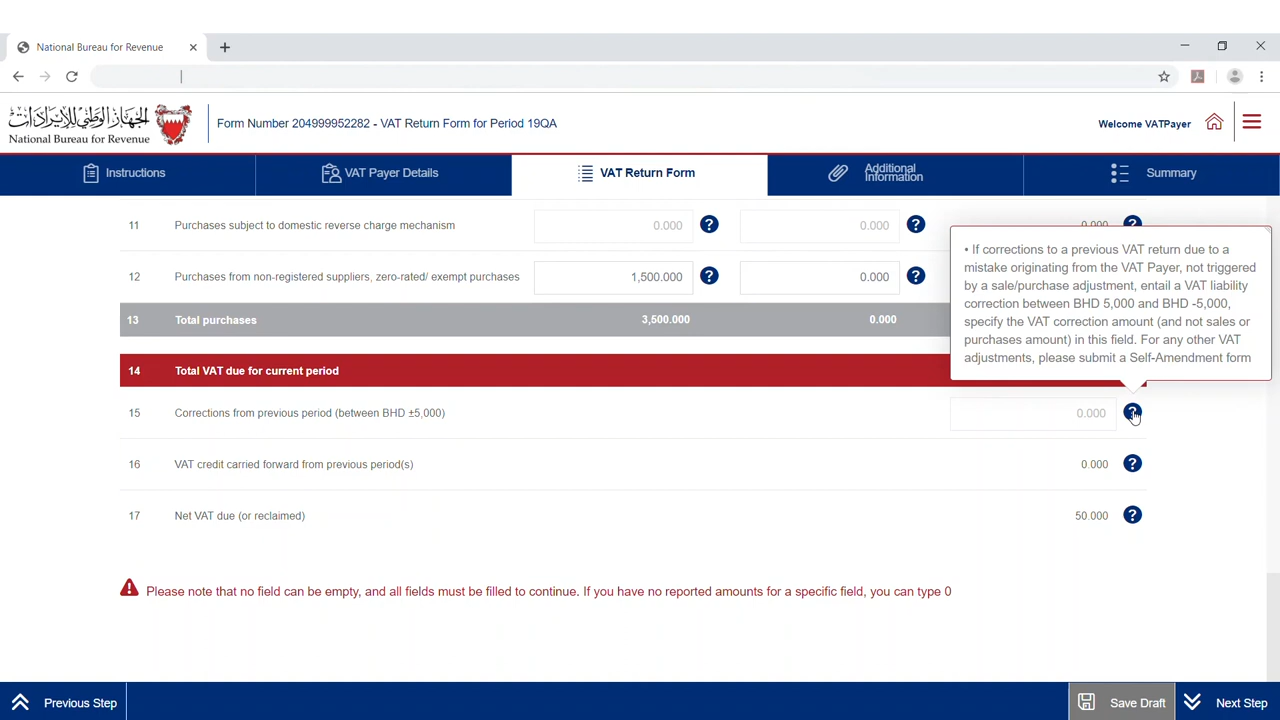 National Bureau for Revenue
الجهاز الوطني للإيرادات
National Bureau for Revenue
Form Number 204999952282 - VAT Return Form for Period 19QA
Welcome VATPayer
Instructions
VAT Payer Details
VAT Return Form
Additional
Information
Summary
11 Purchases subject to domestic reverse charge mechanism 0.000 ? 0.000 ? 0.000 ?
12 Purchases from non-registered suppliers, zero-rated/ exempt purchases 1,500.000 ? 0.000 ?
13 Total purchases 3,500.000 0.000
• If corrections to a previous VAT return due to a
mistake originating from the VAT Payer, not triggered
by a sale/purchase adjustment, entail a VAT liability
correction between BHD 5,000 and BHD -5,000,
specify the VAT correction amount (and not sales or
purchases amount) in this field. For any other VAT
adjustments, please submit a Self-Amendment form
14 Total VAT due for current period
15 Corrections from previous period (between BHD ±5,000) 0.000 ?
16 VAT credit carried forward from previous period(s) 0.000 ?
17 Net VAT due (or reclaimed) 50.000 ?
Please note that no field can be empty, and all fields must be filled to continue. If you have no reported amounts for a specific field, you can type 0
Previous Step
Save Draft
Next Step